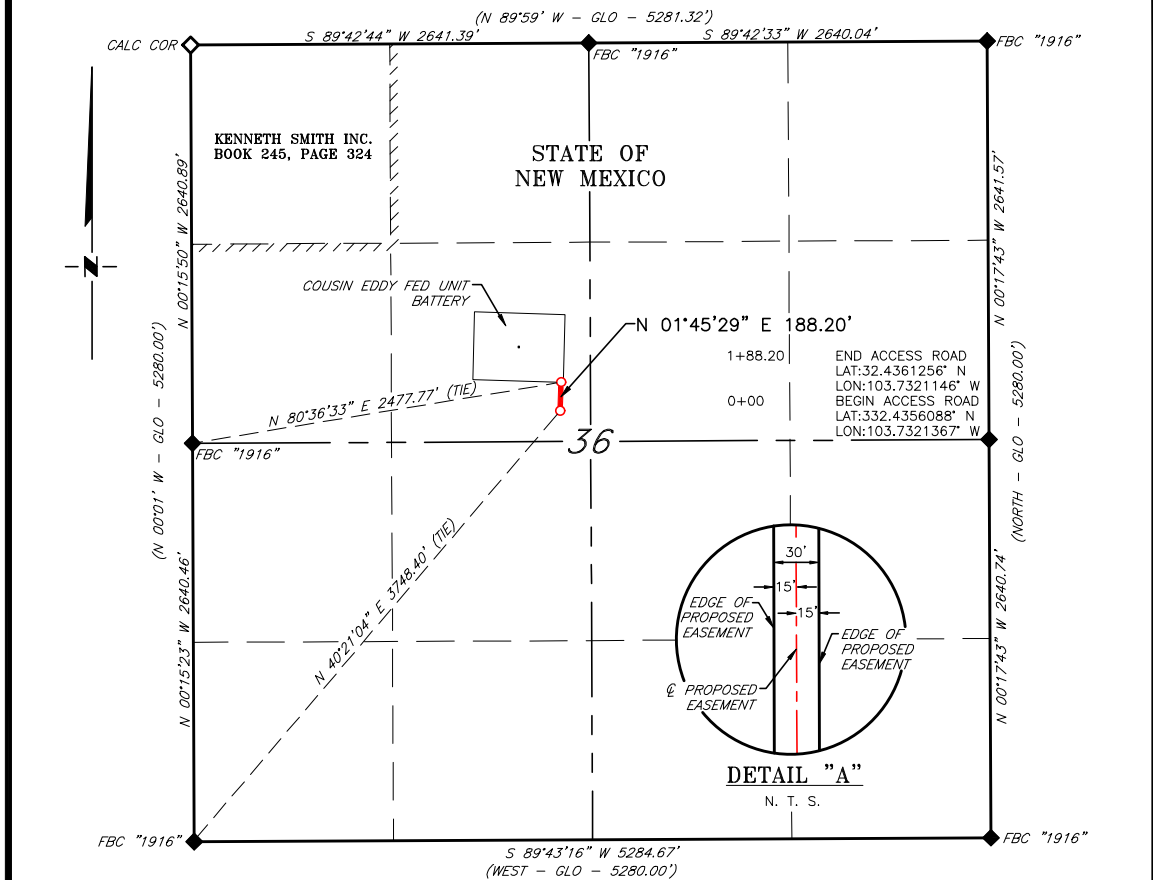 (N 89°59' W - GLO - 5281.32')
S 89°42'44" W 2641.39'
S 89°42'33" W 2640.04'
CALC COR
FBC "1916"
FBC "1916"
KENNETH SMITH INC.
BOOK 245, PAGE 324
STATE OF
NEW MEXICO
N 00°15'50" W 2640.89'
N 00°17'43" W 2641.57'
N
COUSIN EDDY FED UNIT
BATTERY
N 01°45'29" E 188.20'
1+88.20
END ACCESS ROAD
LAT:32.4361256° N
LON:103.7321146° W
0+00
BEGIN ACCESS ROAD
LAT:332.4356088° N
LON:103.7321367° W
N 80°36'33" E 2477.77' (TIE)
36
FBC "1916"
(N 00°01' W - GLO - 5280.00')
(NORTH - GLO - 5280.00')
N 40°21'04" E 3748.40' (TIE)
N 00°15'23" W 2640.46'
N 00°17'43" W 2640.74'
30'
15'
15'
EDGE OF
PROPOSED
EASEMENT
EDGE OF
PROPOSED
EASEMENT
℄ PROPOSED
EASEMENT
DETAIL "A"
N. T. S.
FBC "1916"
FBC "1916"
S 89°43'16" W 5284.67'
(WEST - GLO - 5280.00')